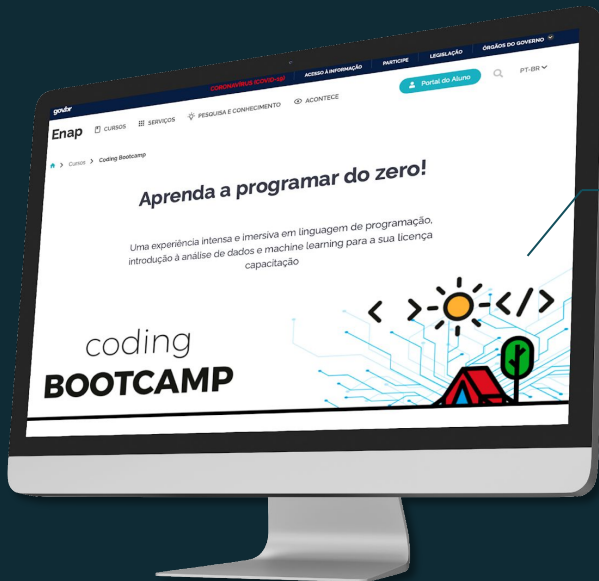 gov.br
CORONAVÍRUS (COVID-19)
ACESSO À INFORMAÇÃO
PARTICIPE
LEGISLAÇÃO
ÓRGÃOS DO GOVERNO
Enap
CURSOS
SERVIÇOS
PESQUISA E CONHECIMENTO
ACONTECE
Portal do Aluno
PT-BR
> Cursos > Coding Bootcamp
Aprenda a programar do zero!
Uma experiência intensa e imersiva em linguagem de programação,
introdução à análise de dados e machine learning para a sua licença
capacitação
< >-</>
coding
BOOTCAMP